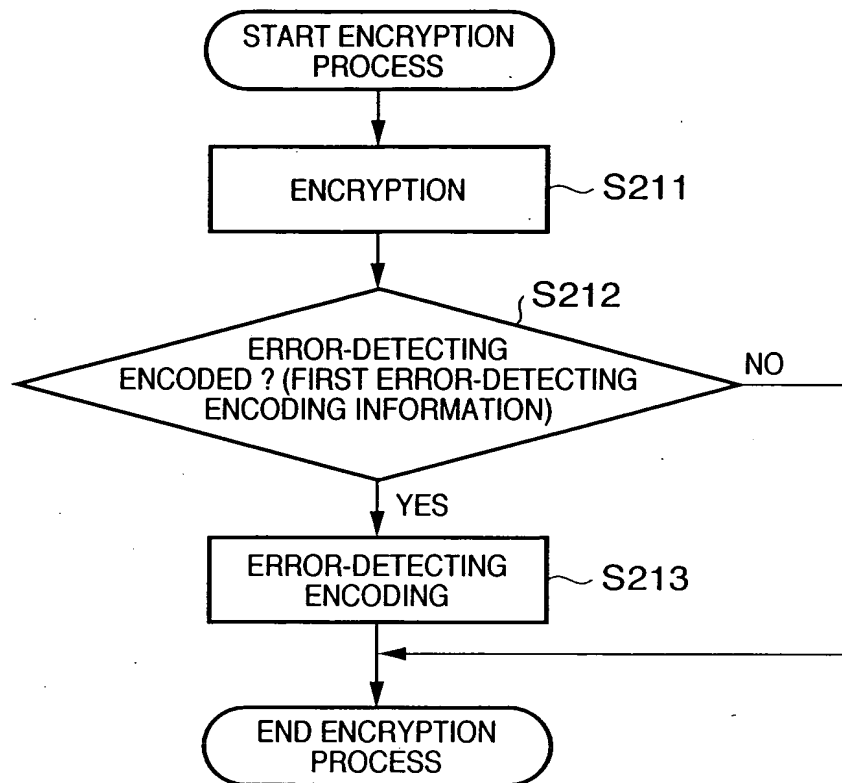 START ENCRYPTION
PROCESS
ENCRYPTION
S211
S212
ERROR-DETECTING
ENCODED ? (FIRST ERROR-DETECTING
ENCODING INFORMATION)
NO
YES
ERROR-DETECTING
ENCODING
S213
END ENCRYPTION
PROCESS